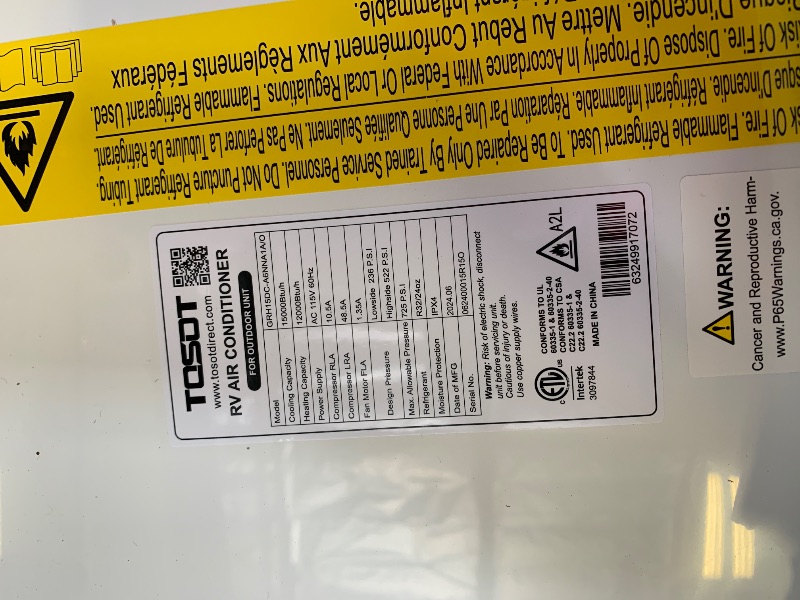 Réfrigérant Inflammable.
Risque D'incendie. Mettre Au Rebut Conformément Aux Règlements Fédéraux
Risk Of Fire. Dispose Of Properly In Accordance With Federal Or Local Regulations. Flammable Refrigerant Used.
D'incendie. Réfrigérant Inflammable. Réparation Par Une Personne Qualifiée Seulement. Ne Pas Perforer La Tubulure De Réfrigérant.
Of Fire. Flammable Refrigerant Used. To Be Repaired Only By Trained Service Personnel. Do Not Puncture Refrigerant Tubing.
TOSOT
www.tosotdirect.com
RV AIR CONDITIONER
FOR OUTDOOR UNIT
Model GRH15DC-A6NNA1A/O
Cooling Capacity 15000Btu/h
Heating Capacity 12000Btu/h
Power Supply AC 115V 60Hz
Compressor RLA 10.5A
Compressor LRA 48.5A
Fan Motor FLA 1.35A
Design Pressure Lowside 236 P.S.I
Highside 522 P.S.I
Max. Allowable Pressure 725 P.S.I
Refrigerant R32/24oz
Moisture Protection IPX4
Date of MFG 2024.06
Serial No. 062400015R15O
Warning: Risk of electric shock, disconnect
unit before servicing unit.
Cautious of injury or death.
Use copper supply wires.
c ETL us
Intertek
3097844
CONFORMS TO UL
60335-1 & 60335-2-40
CONFORMS TO CSA
C22.2 60335-1 &
C22.2 60335-2-40
MADE IN CHINA
A2L
63249917072
WARNING:
Cancer and Reproductive Harm-
www.P65Warnings.ca.gov.